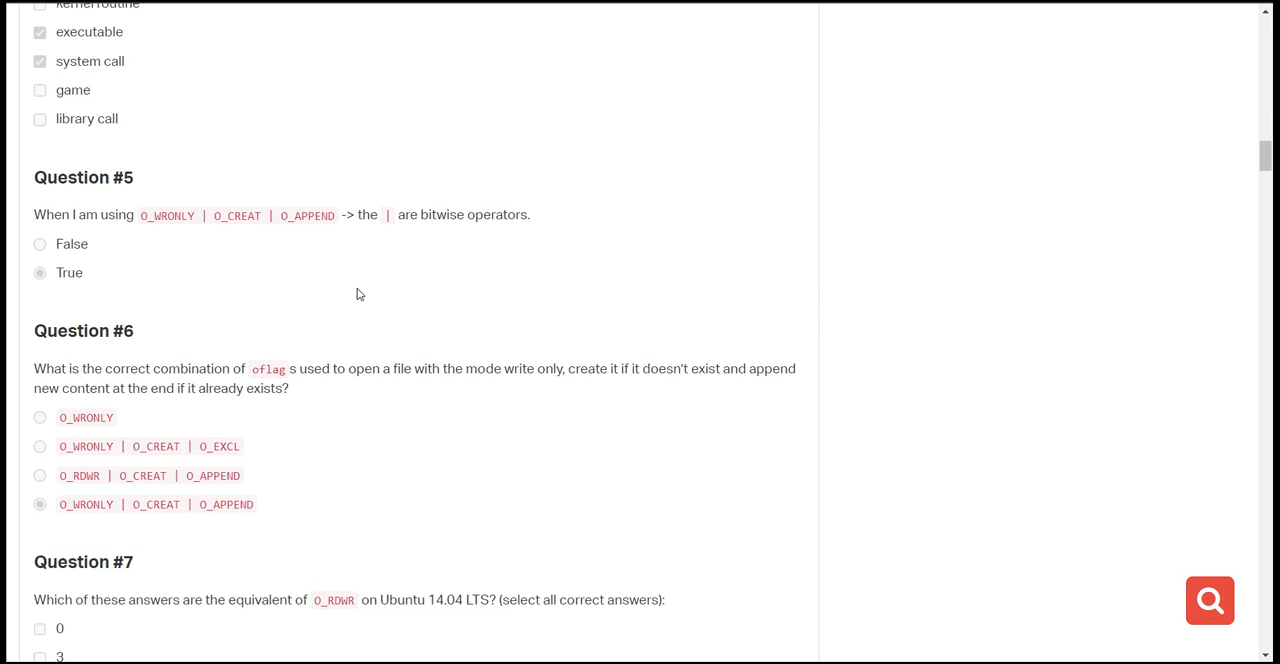 kernel routine
executable
system call
game
library call
Question #5
When I am using O_WRONLY | O_CREAT | O_APPEND -> the | are bitwise operators.
False
True
Question #6
What is the correct combination of oflag s used to open a file with the mode write only, create it if it doesn't exist and append
new content at the end if it already exists?
O_WRONLY
O_WRONLY | O_CREAT | O_EXCL
O_RDWR | O_CREAT | O_APPEND
O_WRONLY | O_CREAT | O_APPEND
Question #7
Which of these answers are the equivalent of O_RDWR on Ubuntu 14.04 LTS? (select all correct answers):
0
3